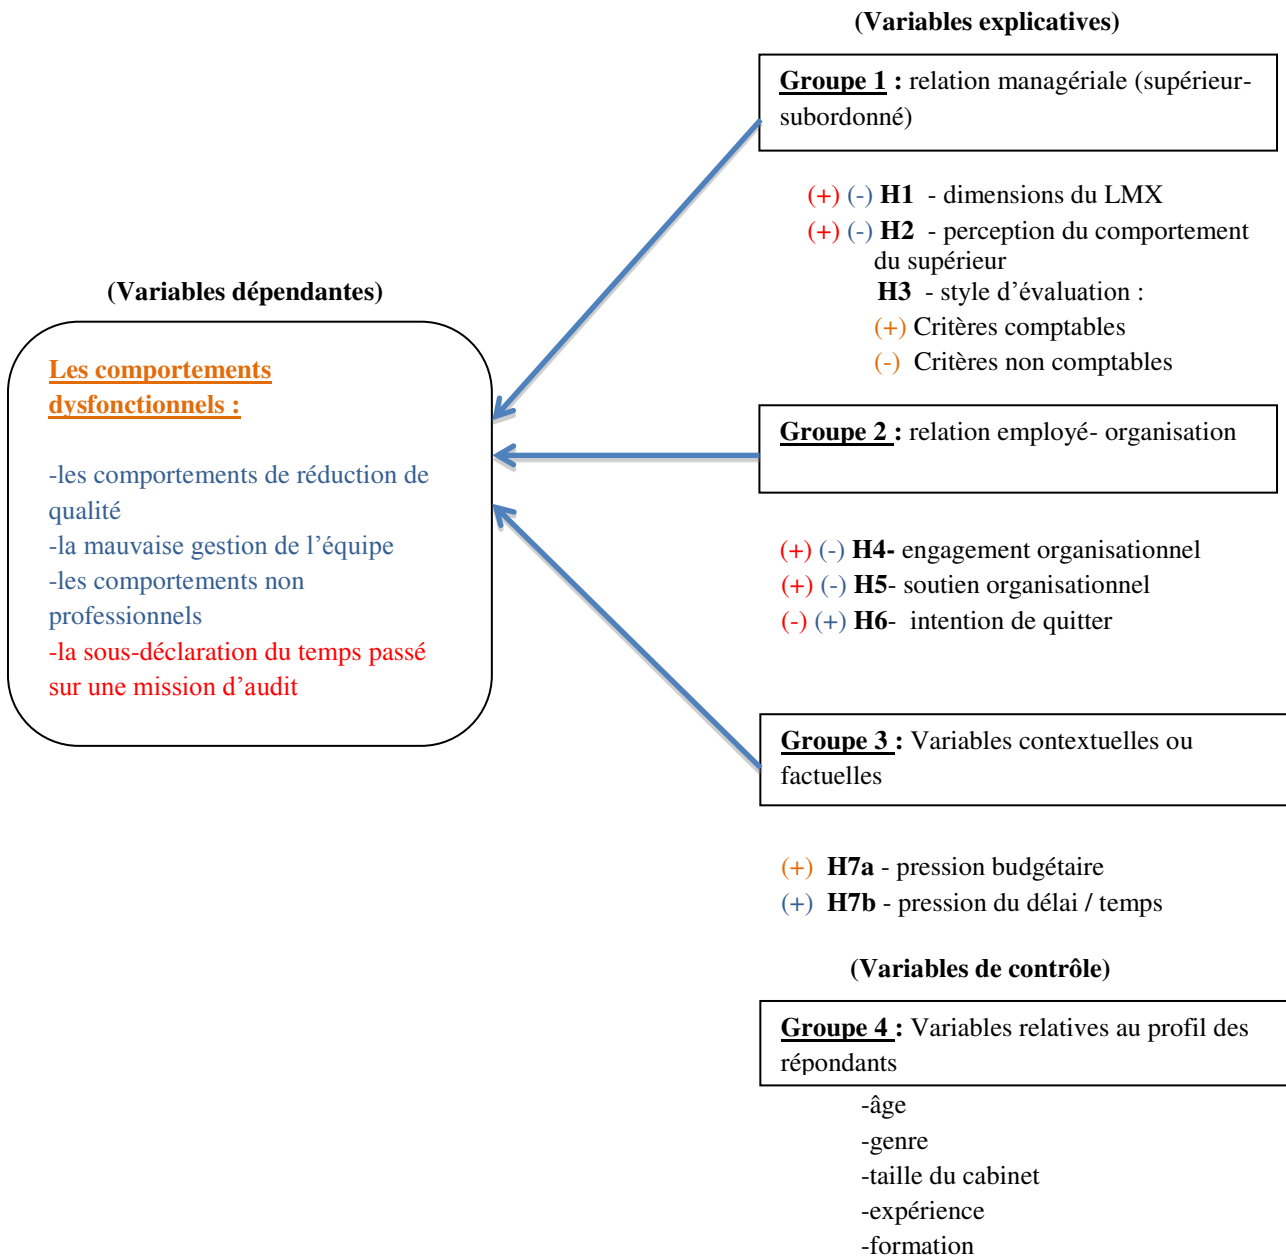 (Variables explicatives)
Groupe 1 : relation managériale (supérieur-
subordonné)
(+) (-) H1 - dimensions du LMX
(+) (-) H2 - perception du comportement
du supérieur
H3 - style d’évaluation :
(+) Critères comptables
(-) Critères non comptables
(Variables dépendantes)
Les comportements
dysfonctionnels :
-les comportements de réduction de
qualité
-la mauvaise gestion de l’équipe
-les comportements non
professionnels
-la sous-déclaration du temps passé
sur une mission d’audit
Groupe 2 : relation employé- organisation
(+) (-) H4- engagement organisationnel
(+) (-) H5- soutien organisationnel
(-) (+) H6- intention de quitter
Groupe 3 : Variables contextuelles ou
factuelles
(+) H7a - pression budgétaire
(+) H7b - pression du délai / temps
(Variables de contrôle)
Groupe 4 : Variables relatives au profil des
répondants
-âge
-genre
-taille du cabinet
-expérience
-formation